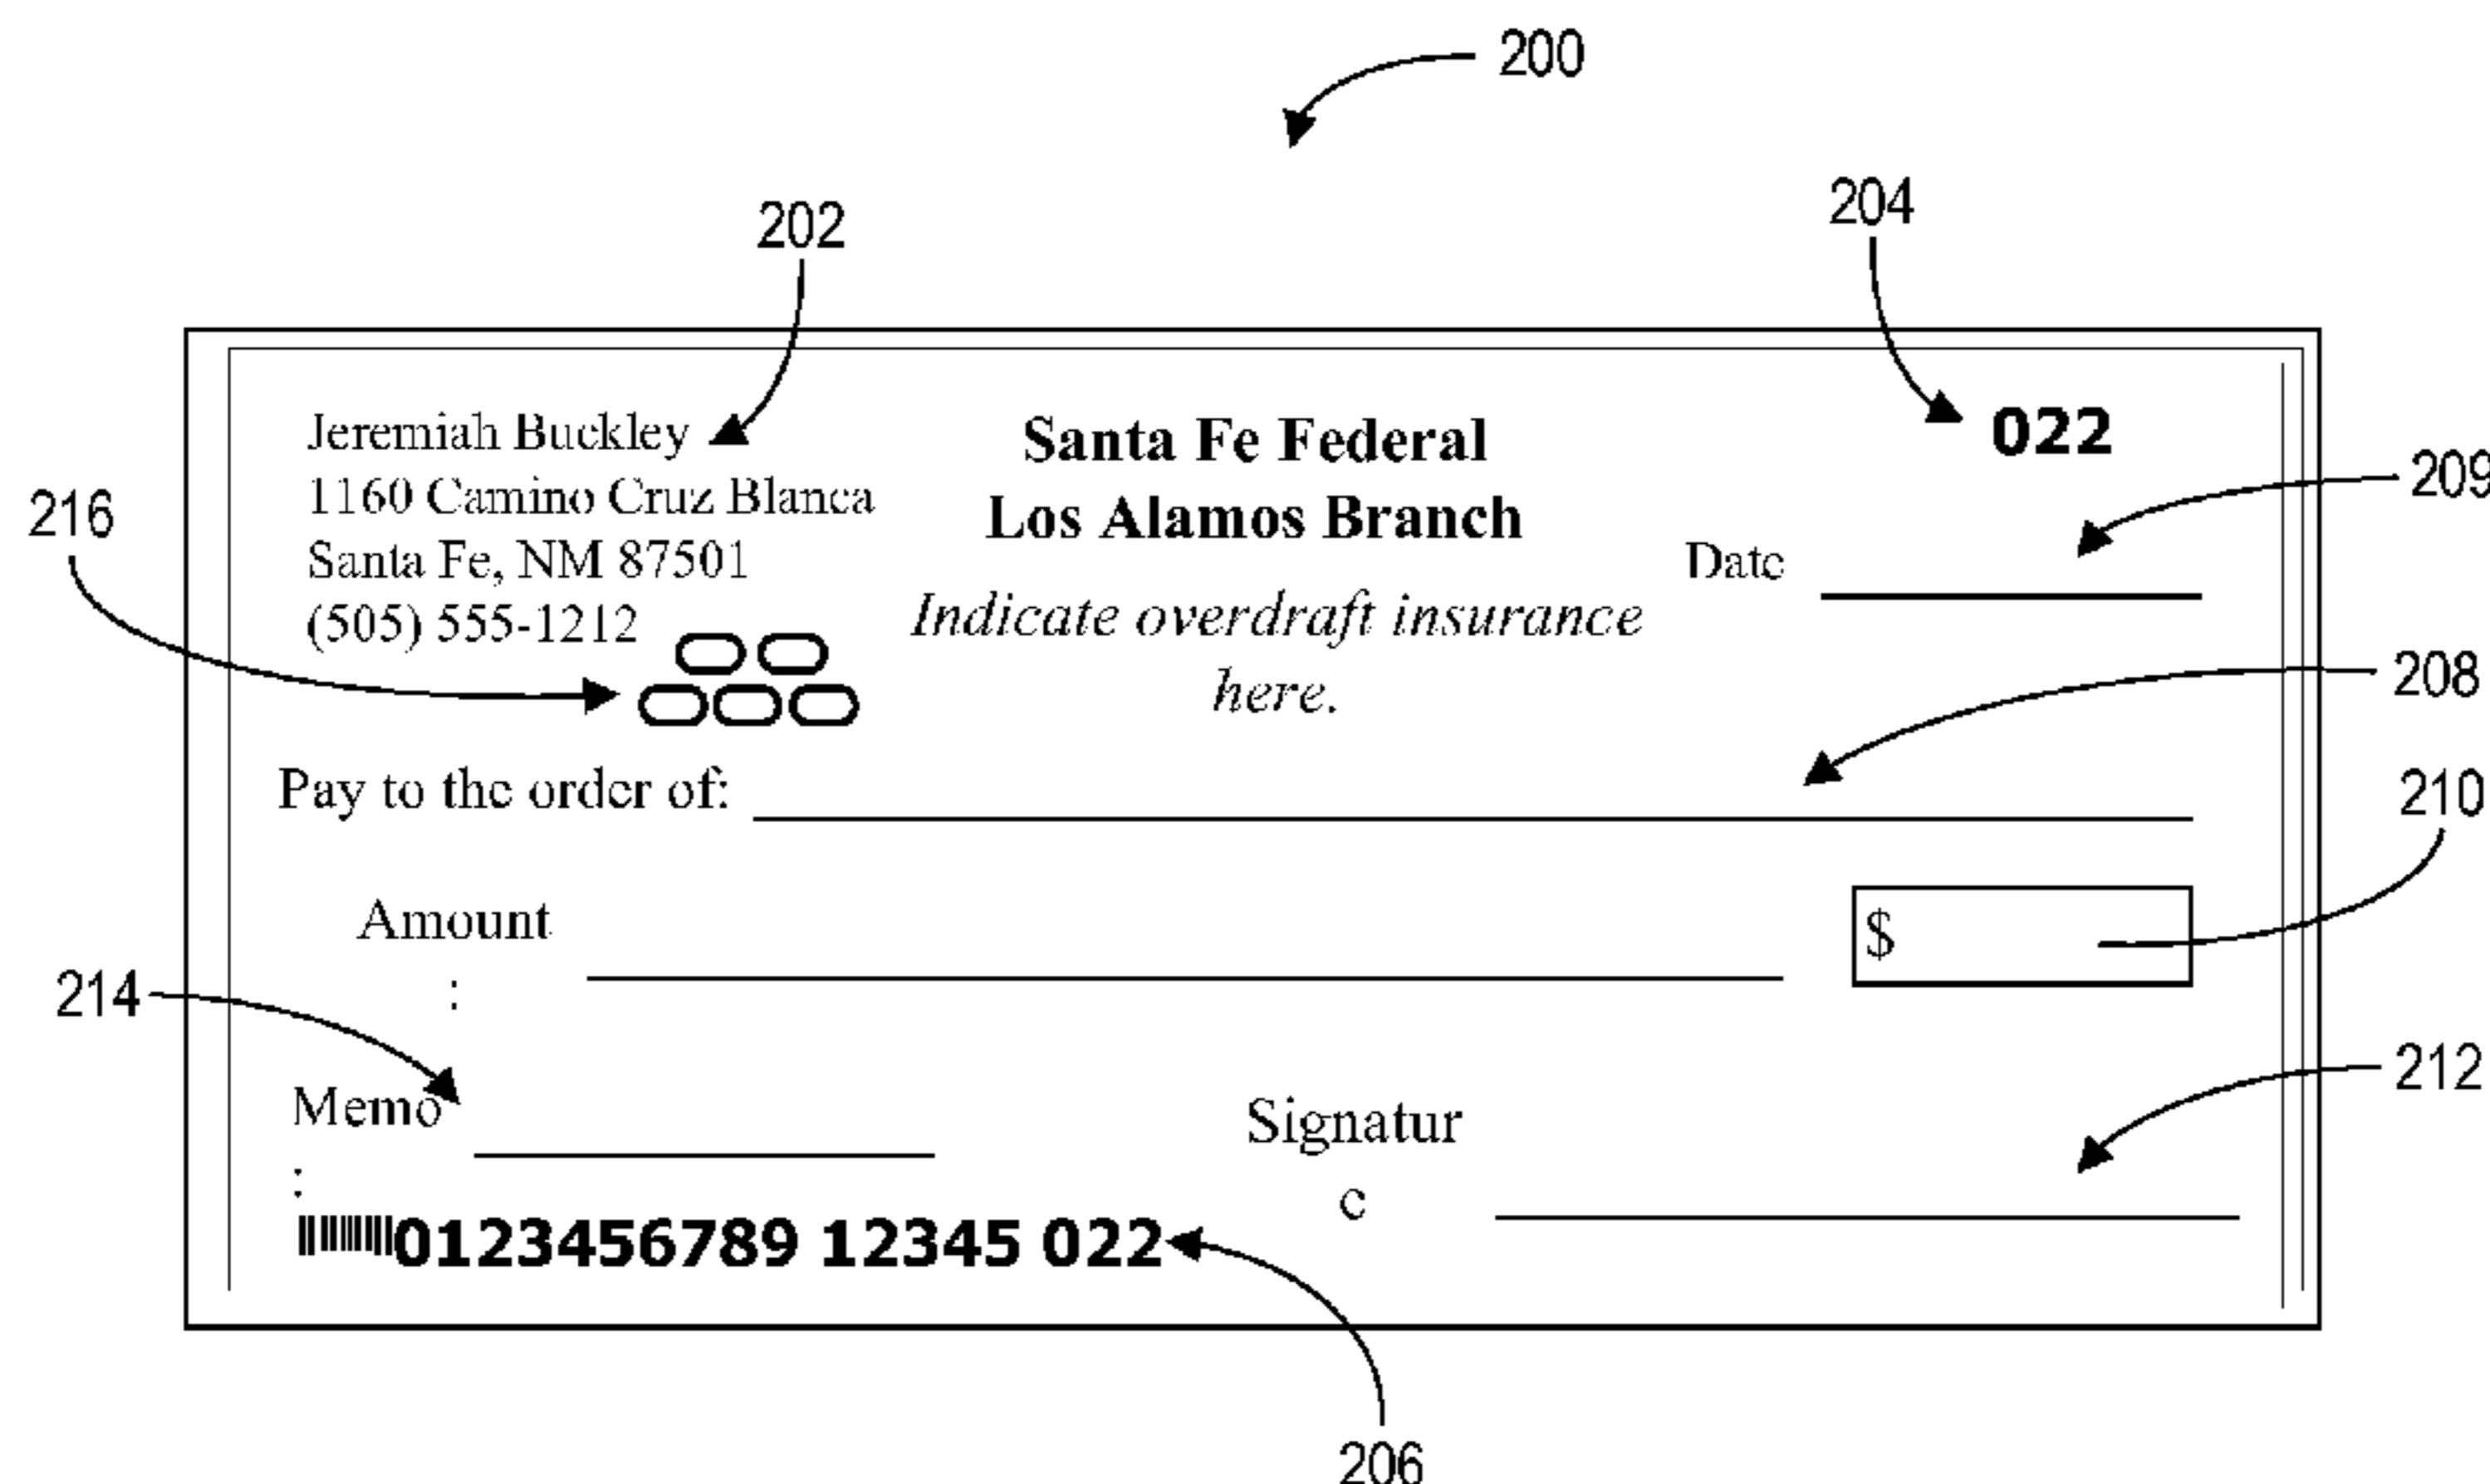 200
202
204
Jeremiah Buckley
1160 Camino Cruz Blanca
Santa Fe, NM 87501
(505) 555-1212
Santa Fe Federal
Los Alamos Branch
Indicate overdraft insurance
here.
022
209
Date
216
208
Pay to the order of:
210
Amount
:
$
214
212
Memo
:
Signatur
e
0123456789 12345 022
206